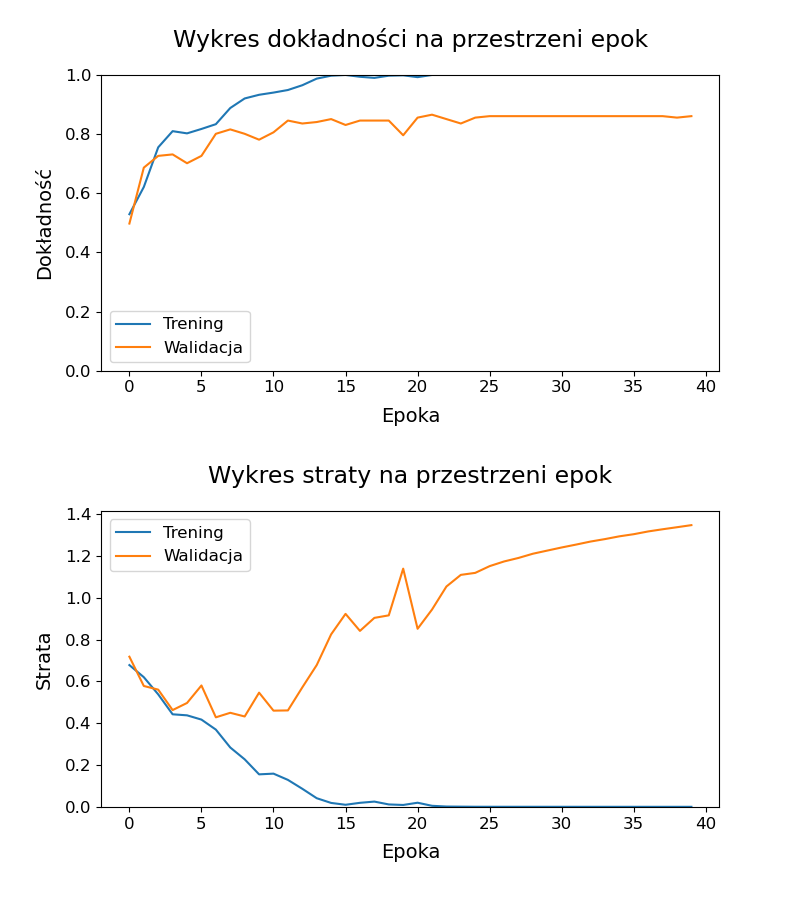 Wykres dokładności na przestrzeni epok
Dokładność
1.0
0.8
0.6
0.4
0.2
0.0
Trening
Walidacja
0 5 10 15 20 25 30 35 40
Epoka
Wykres straty na przestrzeni epok
Strata
1.4
1.2
1.0
0.8
0.6
0.4
0.2
0.0
Trening
Walidacja
0 5 10 15 20 25 30 35 40
Epoka